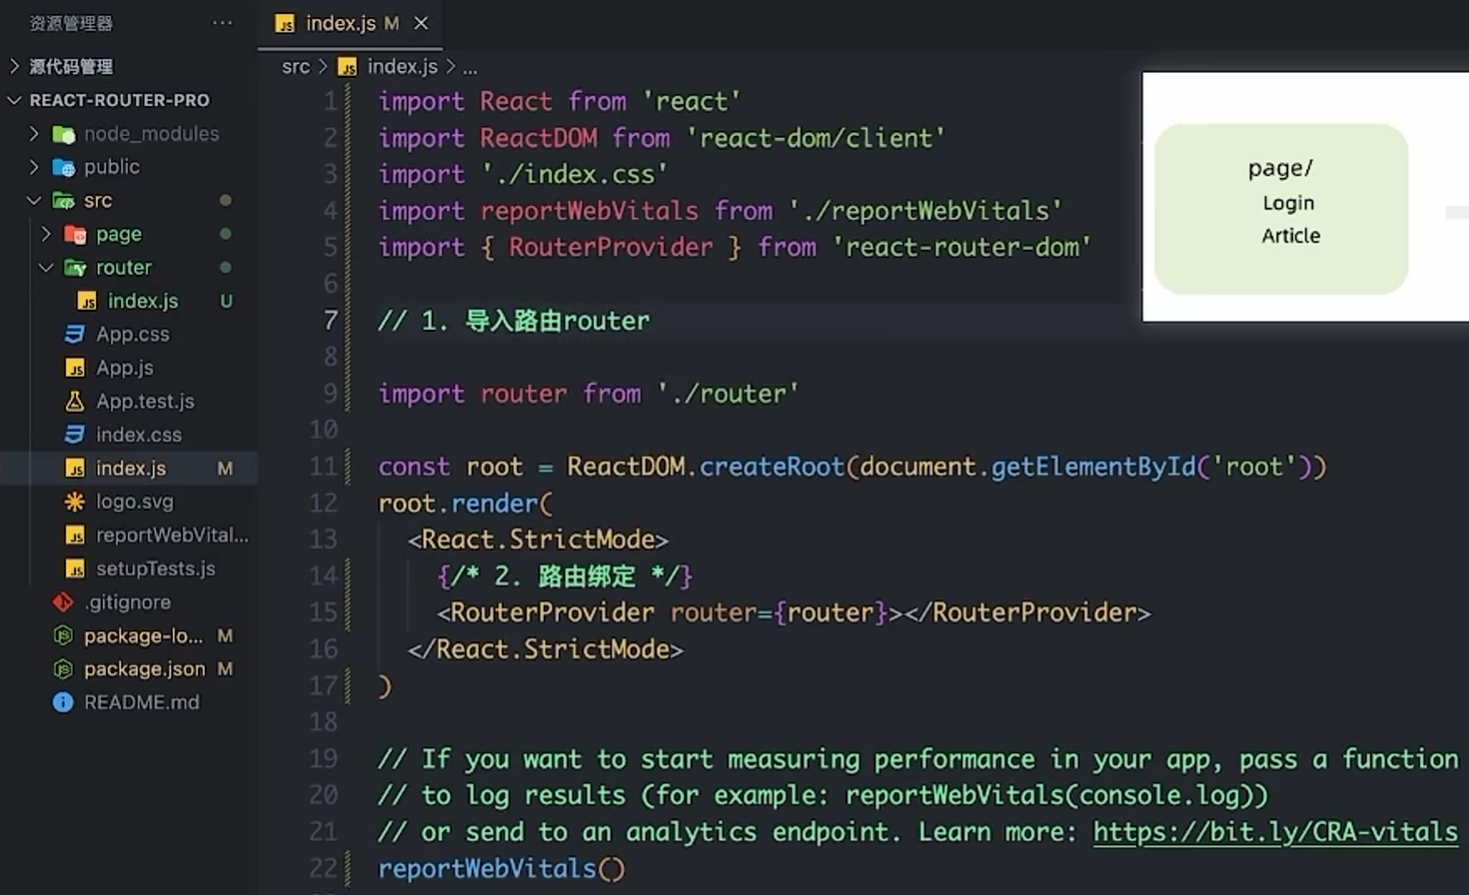 资源管理器 ···
源代码管理
REACT-ROUTER-PRO
node_modules
public
src
page
router
index.js U
App.css
App.js
App.test.js
index.css
index.js M
logo.svg
reportWebVital...
setupTests.js
.gitignore
package-lo... M
package.json M
README.md
JS index.js M ×
src > JS index.js > ...
1 import React from 'react'
2 import ReactDOM from 'react-dom/client'
3 import './index.css'
4 import reportWebVitals from './reportWebVitals'
5 import { RouterProvider } from 'react-router-dom'
6
7 // 1. 导入路由router
8
9 import router from './router'
10
11 const root = ReactDOM.createRoot(document.getElementById('root'))
12 root.render(
13 <React.StrictMode>
14 {/* 2. 路由绑定 */}
15 <RouterProvider router={router}></RouterProvider>
16 </React.StrictMode>
17 )
18
19 // If you want to start measuring performance in your app, pass a function
20 // to log results (for example: reportWebVitals(console.log))
21 // or send to an analytics endpoint. Learn more: https://bit.ly/CRA-vitals
22 reportWebVitals()
page/
Login
Article